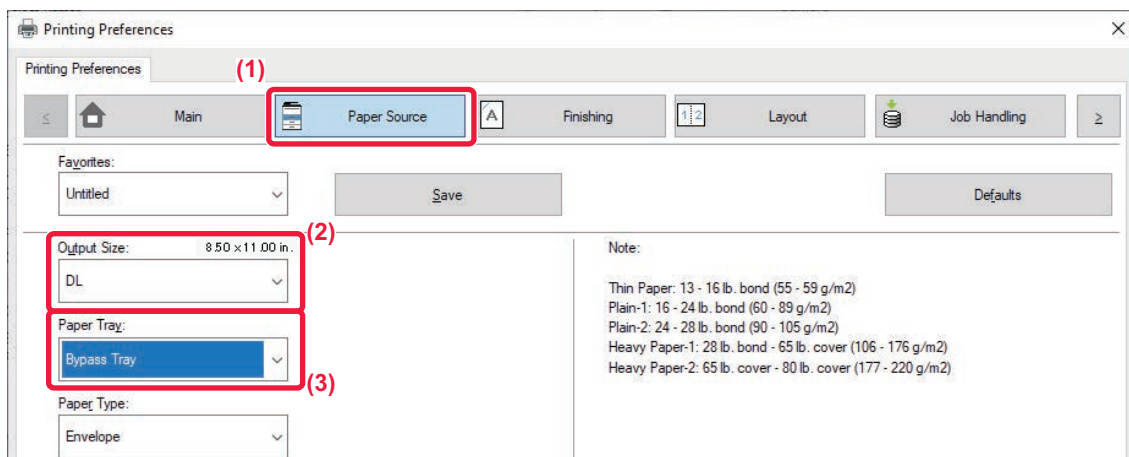 Printing Preferences
Printing Preferences
(1)
<
Main
Paper Source
A
Finishing
1 2
Layout
Job Handling
>
Favorites:
Untitled
Save
Defaults
Output Size: 8.50 x 11.00 in.
(2)
DL
Paper Tray:
Bypass Tray
(3)
Paper Type:
Envelope
Note:
Thin Paper: 13 - 16 lb. bond (55 - 59 g/m2)
Plain-1: 16 - 24 lb. bond (60 - 89 g/m2)
Plain-2: 24 - 28 lb. bond (90 - 105 g/m2)
Heavy Paper-1: 28 lb. bond - 65 lb. cover (106 - 176 g/m2)
Heavy Paper-2: 65 lb. cover - 80 lb. cover (177 - 220 g/m2)